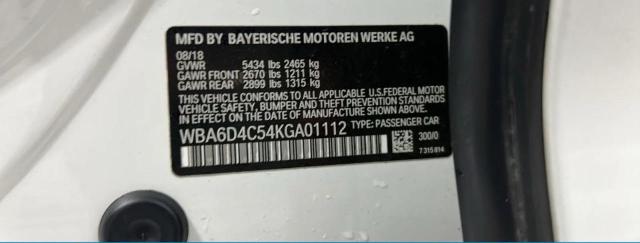 MFD BY BAYERISCHE MOTOREN WERKE AG
08/18
GVWR 5434 lbs 2465 kg
GAWR FRONT 2670 lbs 1211 kg
GAWR REAR 2899 lbs 1315 kg
THIS VEHICLE CONFORMS TO ALL APPLICABLE U.S.FEDERAL MOTOR
VEHICLE SAFETY, BUMPER, AND THEFT PREVENTION STANDARDS
IN EFFECT ON THE DATE OF MANUFACTURE SHOWN ABOVE.
WBA6D4C54KGA01112 TYPE: PASSENGER CAR
300/0
7 315 814